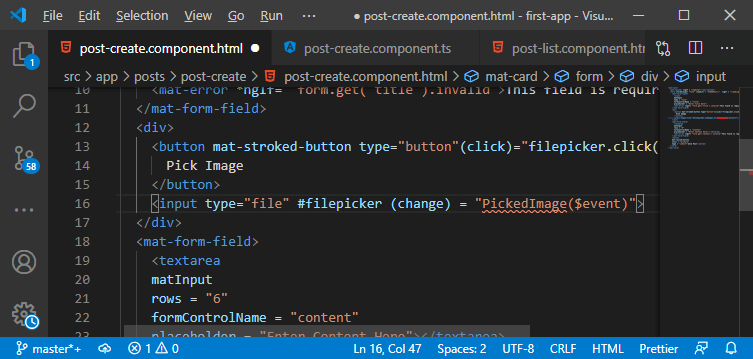 File Edit Selection View Go Run ··· ● post-create.component.html - first-app - Visu...
post-create.component.html ● post-create.component.ts post-list.component.htm
src > app > posts > post-create > post-create.component.html > mat-card > form > div > input
10 <mat-error *ngIf= "form.get('title').invalid">This field is requir
11 </mat-form-field>
12 <div>
13 <button mat-stroked-button type="button"(click)="filepicker.click(
14 Pick Image
15 </button>
16 <input type="file" #filepicker (change) = "PickedImage($event)">
17 </div>
18 <mat-form-field>
19 <textarea
20 matInput
21 rows = "6"
22 formControlName = "content"
23 placeholder = "Enter Content Here"></textarea>
1
58
master*+ 1 0 Ln 16, Col 47 Spaces: 2 UTF-8 CRLF HTML Prettier